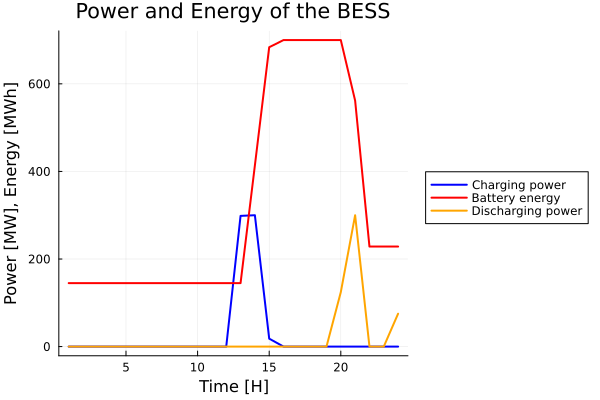 Power and Energy of the BESS
Power [MW], Energy [MWh]
600
400
200
0
5
10
15
20
Time [H]
Charging power
Battery energy
Discharging power